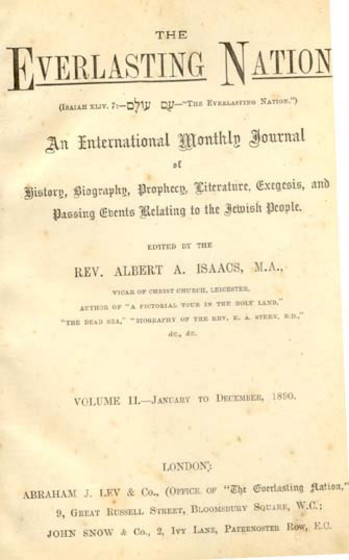 THE
EVERLASTING NATION
(ISAIAH XLIV. 7:—עַם עוֹלָם—"THE EVERLASTING NATION.")
An International Monthly Journal
of
History, Biography, Prophecy, Literature, Exegesis, and
Passing Events Relating to the Jewish People.
EDITED BY THE
REV. ALBERT A. ISAACS, M.A.,
VICAR OF CHRIST CHURCH, LEICESTER,
AUTHOR OF "A PICTORIAL TOUR IN THE HOLY LAND,"
"THE DEAD SEA," "BIOGRAPHY OF THE REV. H. A. STERN, D.D.,"
&c., &c.
VOLUME II.—JANUARY TO DECEMBER, 1890.
LONDON:
ABRAHAM J. LEV & Co., (OFFICE OF "The Everlasting Nation,"
9, GREAT RUSSELL STREET, BLOOMSBURY SQUARE, W.C.;
JOHN SNOW & Co., 2, IVY LANE, PATERNOSTER ROW, E.C.